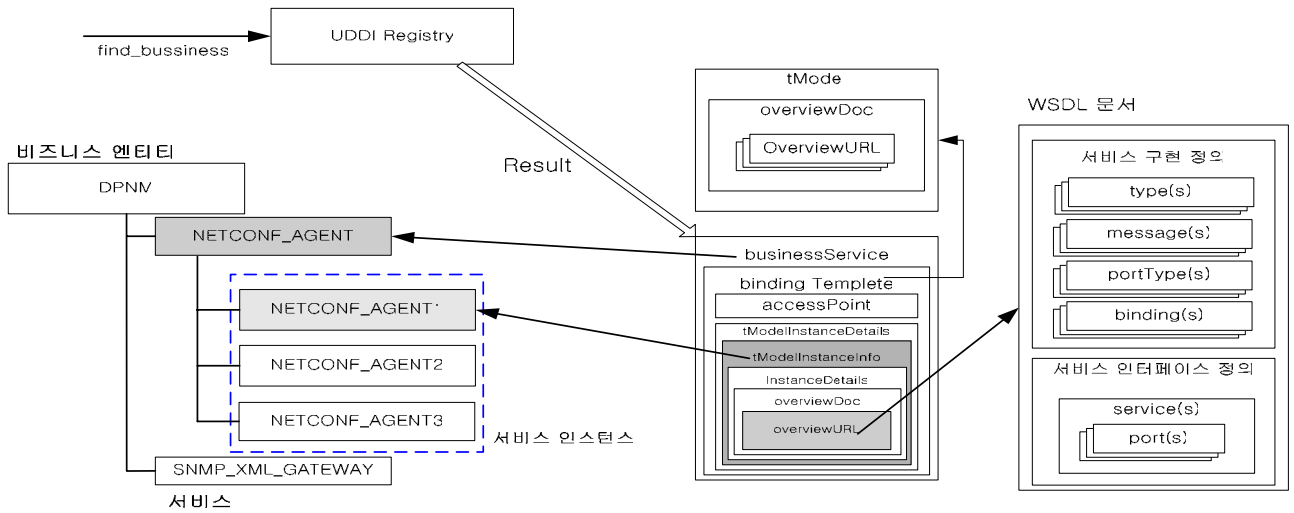 find_bussiness
UDDI Registry
Result
비즈니스 엔티티
DPNM
NETCONF_AGENT
NETCONF_AGENT1
NETCONF_AGENT2
NETCONF_AGENT3
서비스 인스턴스
SNMP_XML_GATEWAY
서비스
tMode
overviewDoc
OverviewURL
businessService
binding Templete
accessPoint
tModelInstanceDetails
tModelInstanceInfo
InstanceDetails
overviewDoc
overviewURL
WSDL 문서
서비스 구현 정의
type(s)
message(s)
portType(s)
binding(s)
서비스 인터페이스 정의
service(s)
port(s)